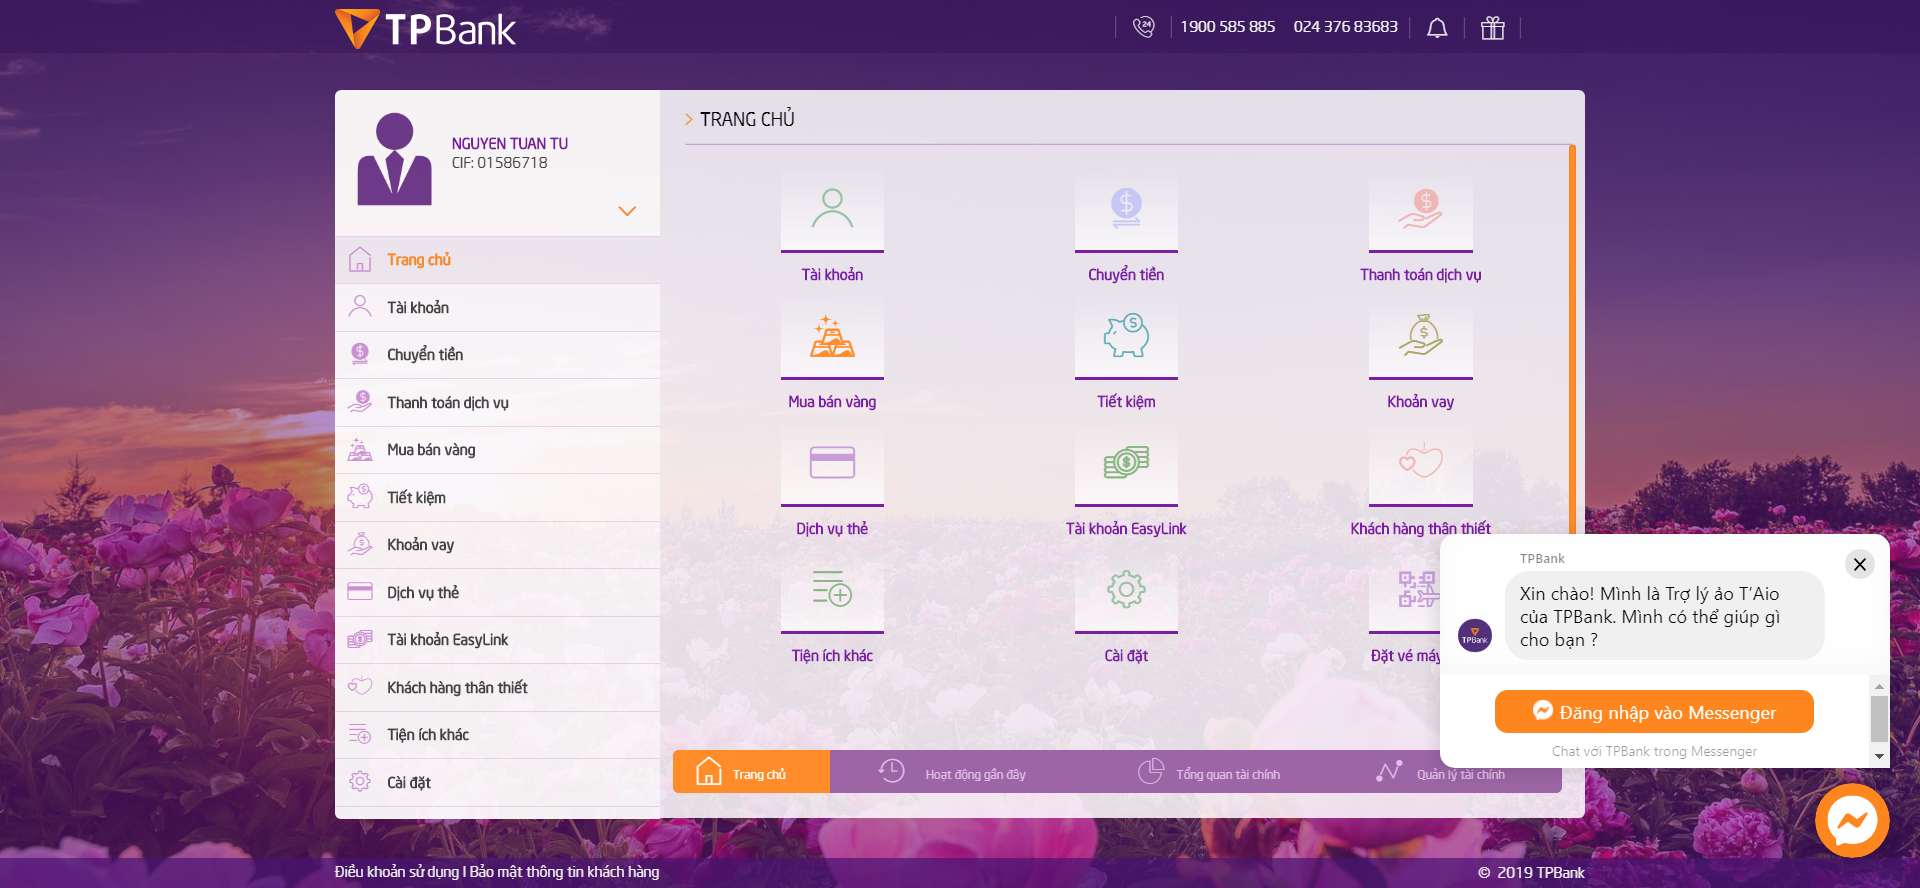 TPBank
24
1900 585 885
024 376 83683
NGUYEN TUAN TU
CIF: 01586718
Trang chủ
Tài khoản
Chuyển tiền
Thanh toán dịch vụ
Mua bán vàng
Tiết kiệm
Khoản vay
Dịch vụ thẻ
Tài khoản EasyLink
Khách hàng thân thiết
Tiện ích khác
Cài đặt
TRANG CHỦ
Tài khoản
Chuyển tiền
Thanh toán dịch vụ
Mua bán vàng
Tiết kiệm
Khoản vay
Dịch vụ thẻ
Tài khoản EasyLink
Khách hàng thân thiết
Tiện ích khác
Cài đặt
Đặt vé máy
Trang chủ
Hoạt động gần đây
Tổng quan tài chính
Quản lý tài chính
TPBank
Xin chào! Mình là Trợ lý ảo T'Aio
của TPBank. Mình có thể giúp gì
cho bạn ?
TPBank
Đăng nhập vào Messenger
Chat với TPBank trong Messenger
Điều khoản sử dụng I Bảo mật thông tin khách hàng
© 2019 TPBank